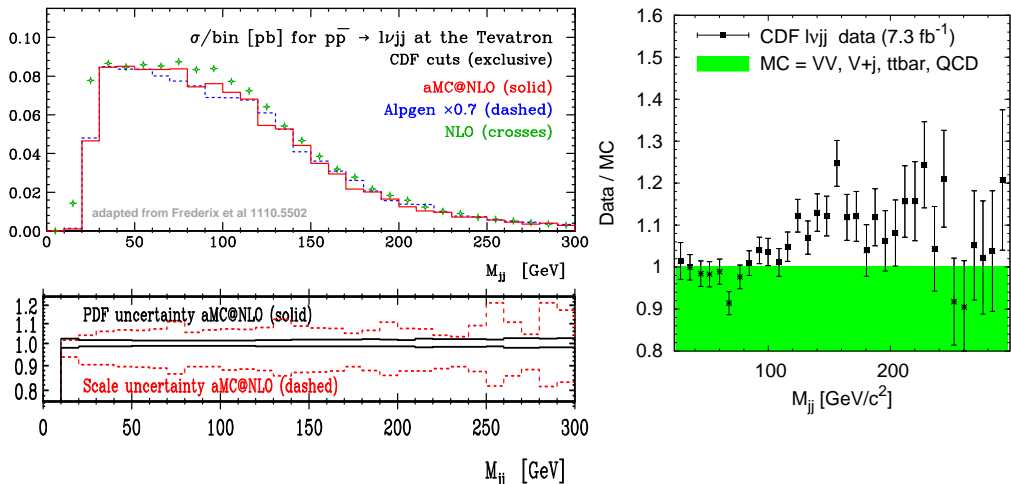 σ/bin [pb] for pp̅ → lνjj at the Tevatron
CDF cuts (exclusive)
aMC@NLO (solid)
Alpgen ×0.7 (dashed)
NLO (crosses)
adapted from Frederix et al 1110.5502
0.10
0.08
0.06
0.04
0.02
0.00
0 50 100 150 200 250 300
M_jj [GeV]
PDF uncertainty aMC@NLO (solid)
Scale uncertainty aMC@NLO (dashed)
1.2
1.1
1.0
0.9
0.8
0 50 100 150 200 250 300
M_jj [GeV]
CDF lνjj data (7.3 fb⁻¹)
MC = VV, V+j, ttbar, QCD
Data / MC
1.6
1.5
1.4
1.3
1.2
1.1
1
0.9
0.8
100 200
M_jj [GeV/c²]